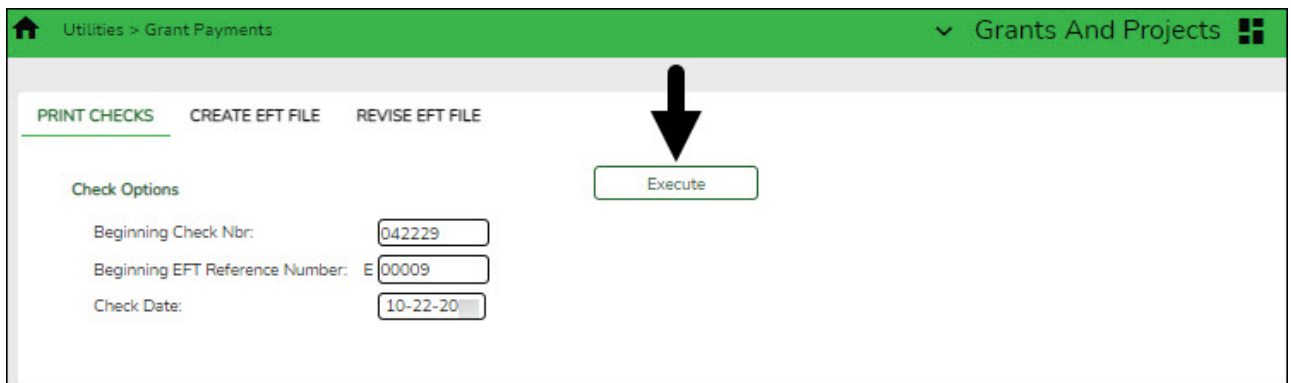 Utilities > Grant Payments
Grants And Projects
PRINT CHECKS CREATE EFT FILE REVISE EFT FILE
Check Options
Execute
Beginning Check Nbr: 042229
Beginning EFT Reference Number: E 00009
Check Date: 10-22-20